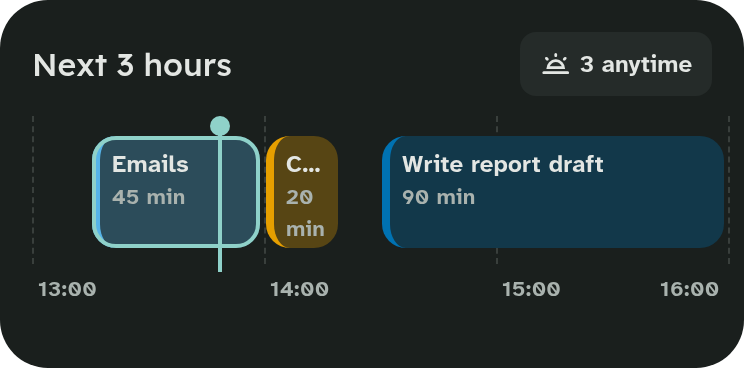 Next 3 hours
3 anytime
Emails
45 min
C...
20
min
Write report draft
90 min
13:00
14:00
15:00
16:00